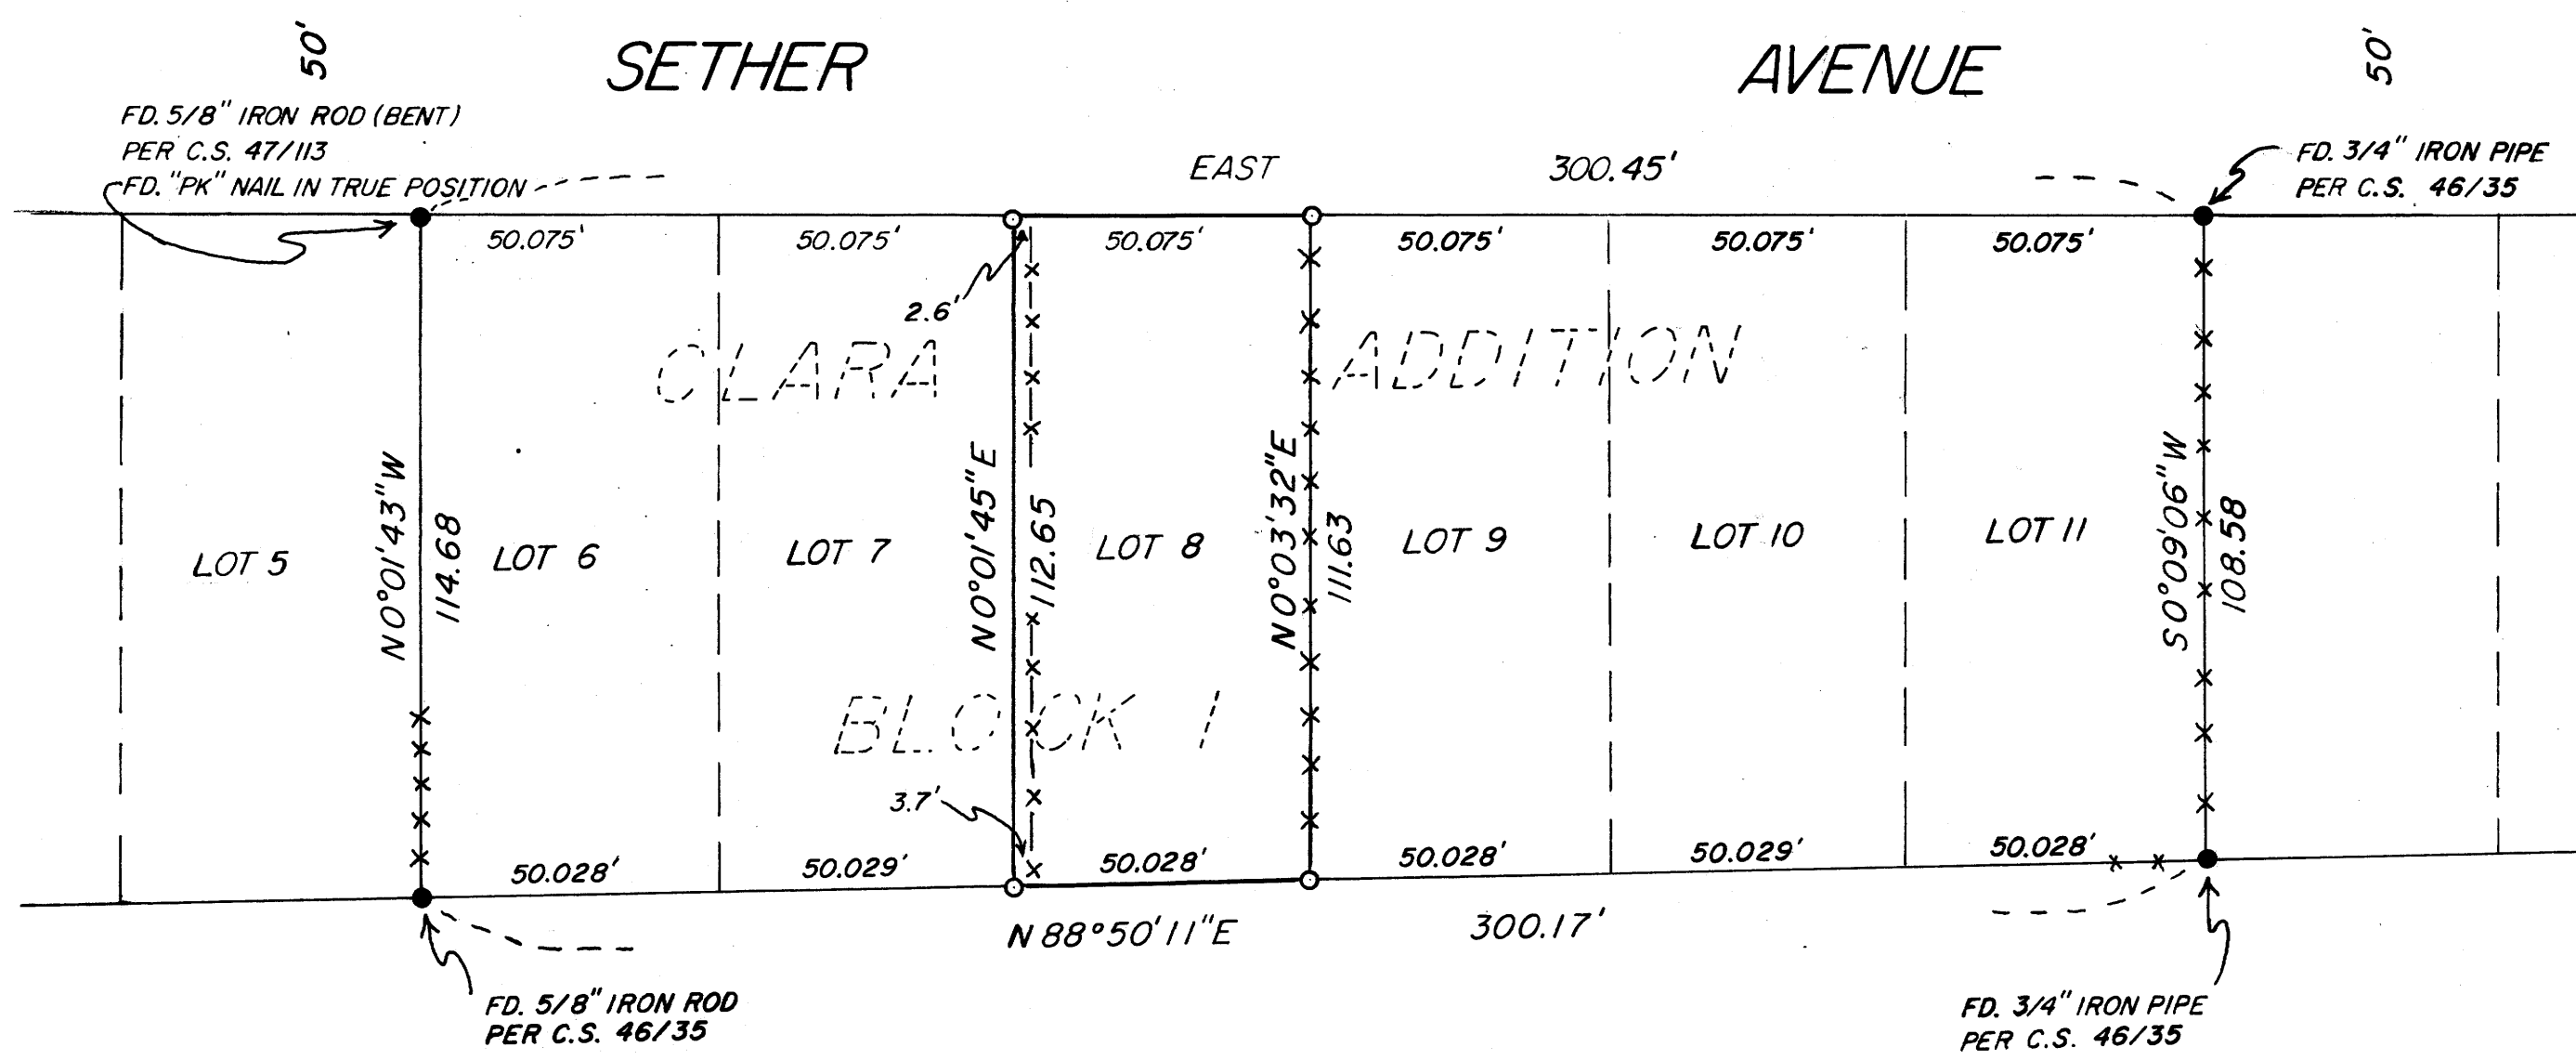 50'
SETHER AVENUE
50'
FD. 5/8" IRON ROD (BENT)
PER C.S. 47/113
FD. "PK" NAIL IN TRUE POSITION
EAST 300.45'
FD. 3/4" IRON PIPE
PER C.S. 46/35
50.075' 50.075' 50.075' 50.075' 50.075' 50.075'
2.6'
CLARA ADDITION
N0°01'43"W
114.68
N0°01'45"E
112.65
N0°03'32"E
111.63
S0°09'06"W
108.58
LOT 5 LOT 6 LOT 7 LOT 8 LOT 9 LOT 10 LOT 11
BLOCK 1
3.7'
50.028' 50.029' 50.028' 50.028' 50.029' 50.028'
N 88°50'11"E 300.17'
FD. 5/8" IRON ROD
PER C.S. 46/35
FD. 3/4" IRON PIPE
PER C.S. 46/35